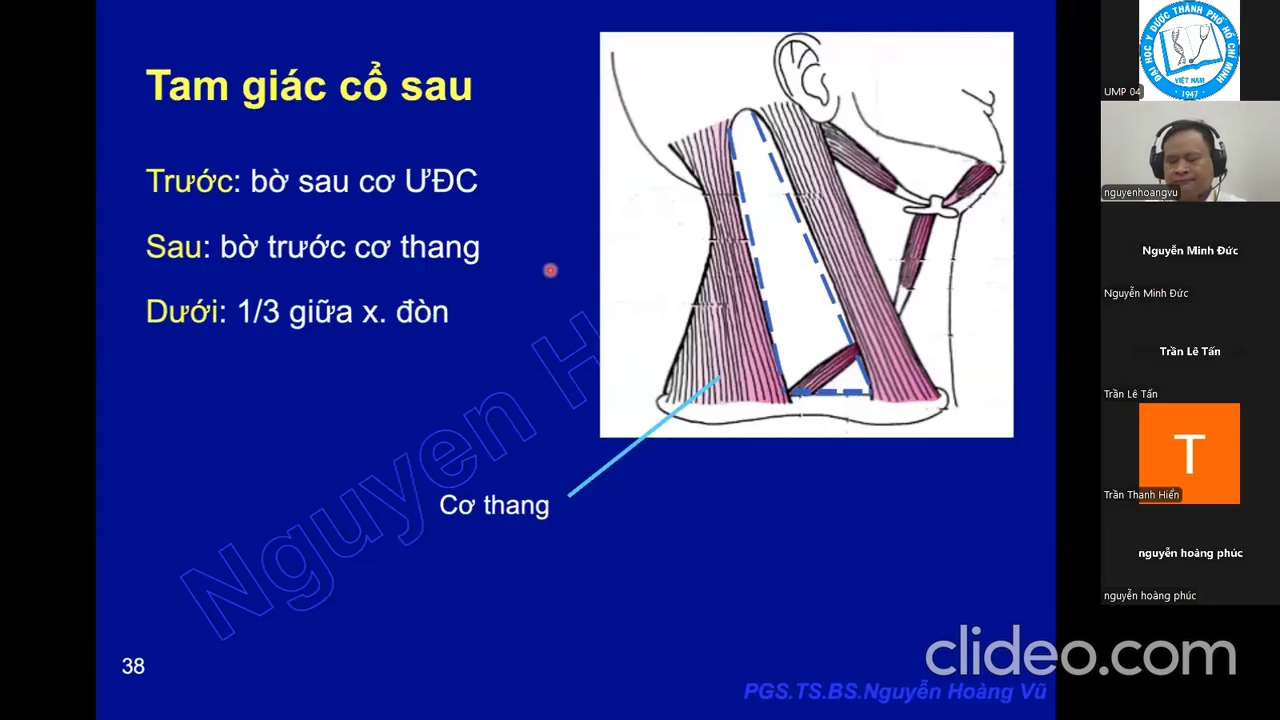 Tam giác cổ sau
Trước: bờ sau cơ ƯĐC
Sau: bờ trước cơ thang
Dưới: 1/3 giữa x. đòn
Cơ thang
Nguyen H
38
PGS.TS.BS.Nguyễn Hoàng Vũ
clideo.com
ĐẠI HỌC Y DƯỢC THÀNH PHỐ HỒ CHÍ MINH
VIỆT NAM
1947
UMP 04
nguyenhoangvu
Nguyễn Minh Đức
Nguyễn Minh Đức
Trần Lê Tấn
Trần Lê Tấn
T
Trần Thanh Hiển
nguyễn hoàng phúc
nguyễn hoàng phúc